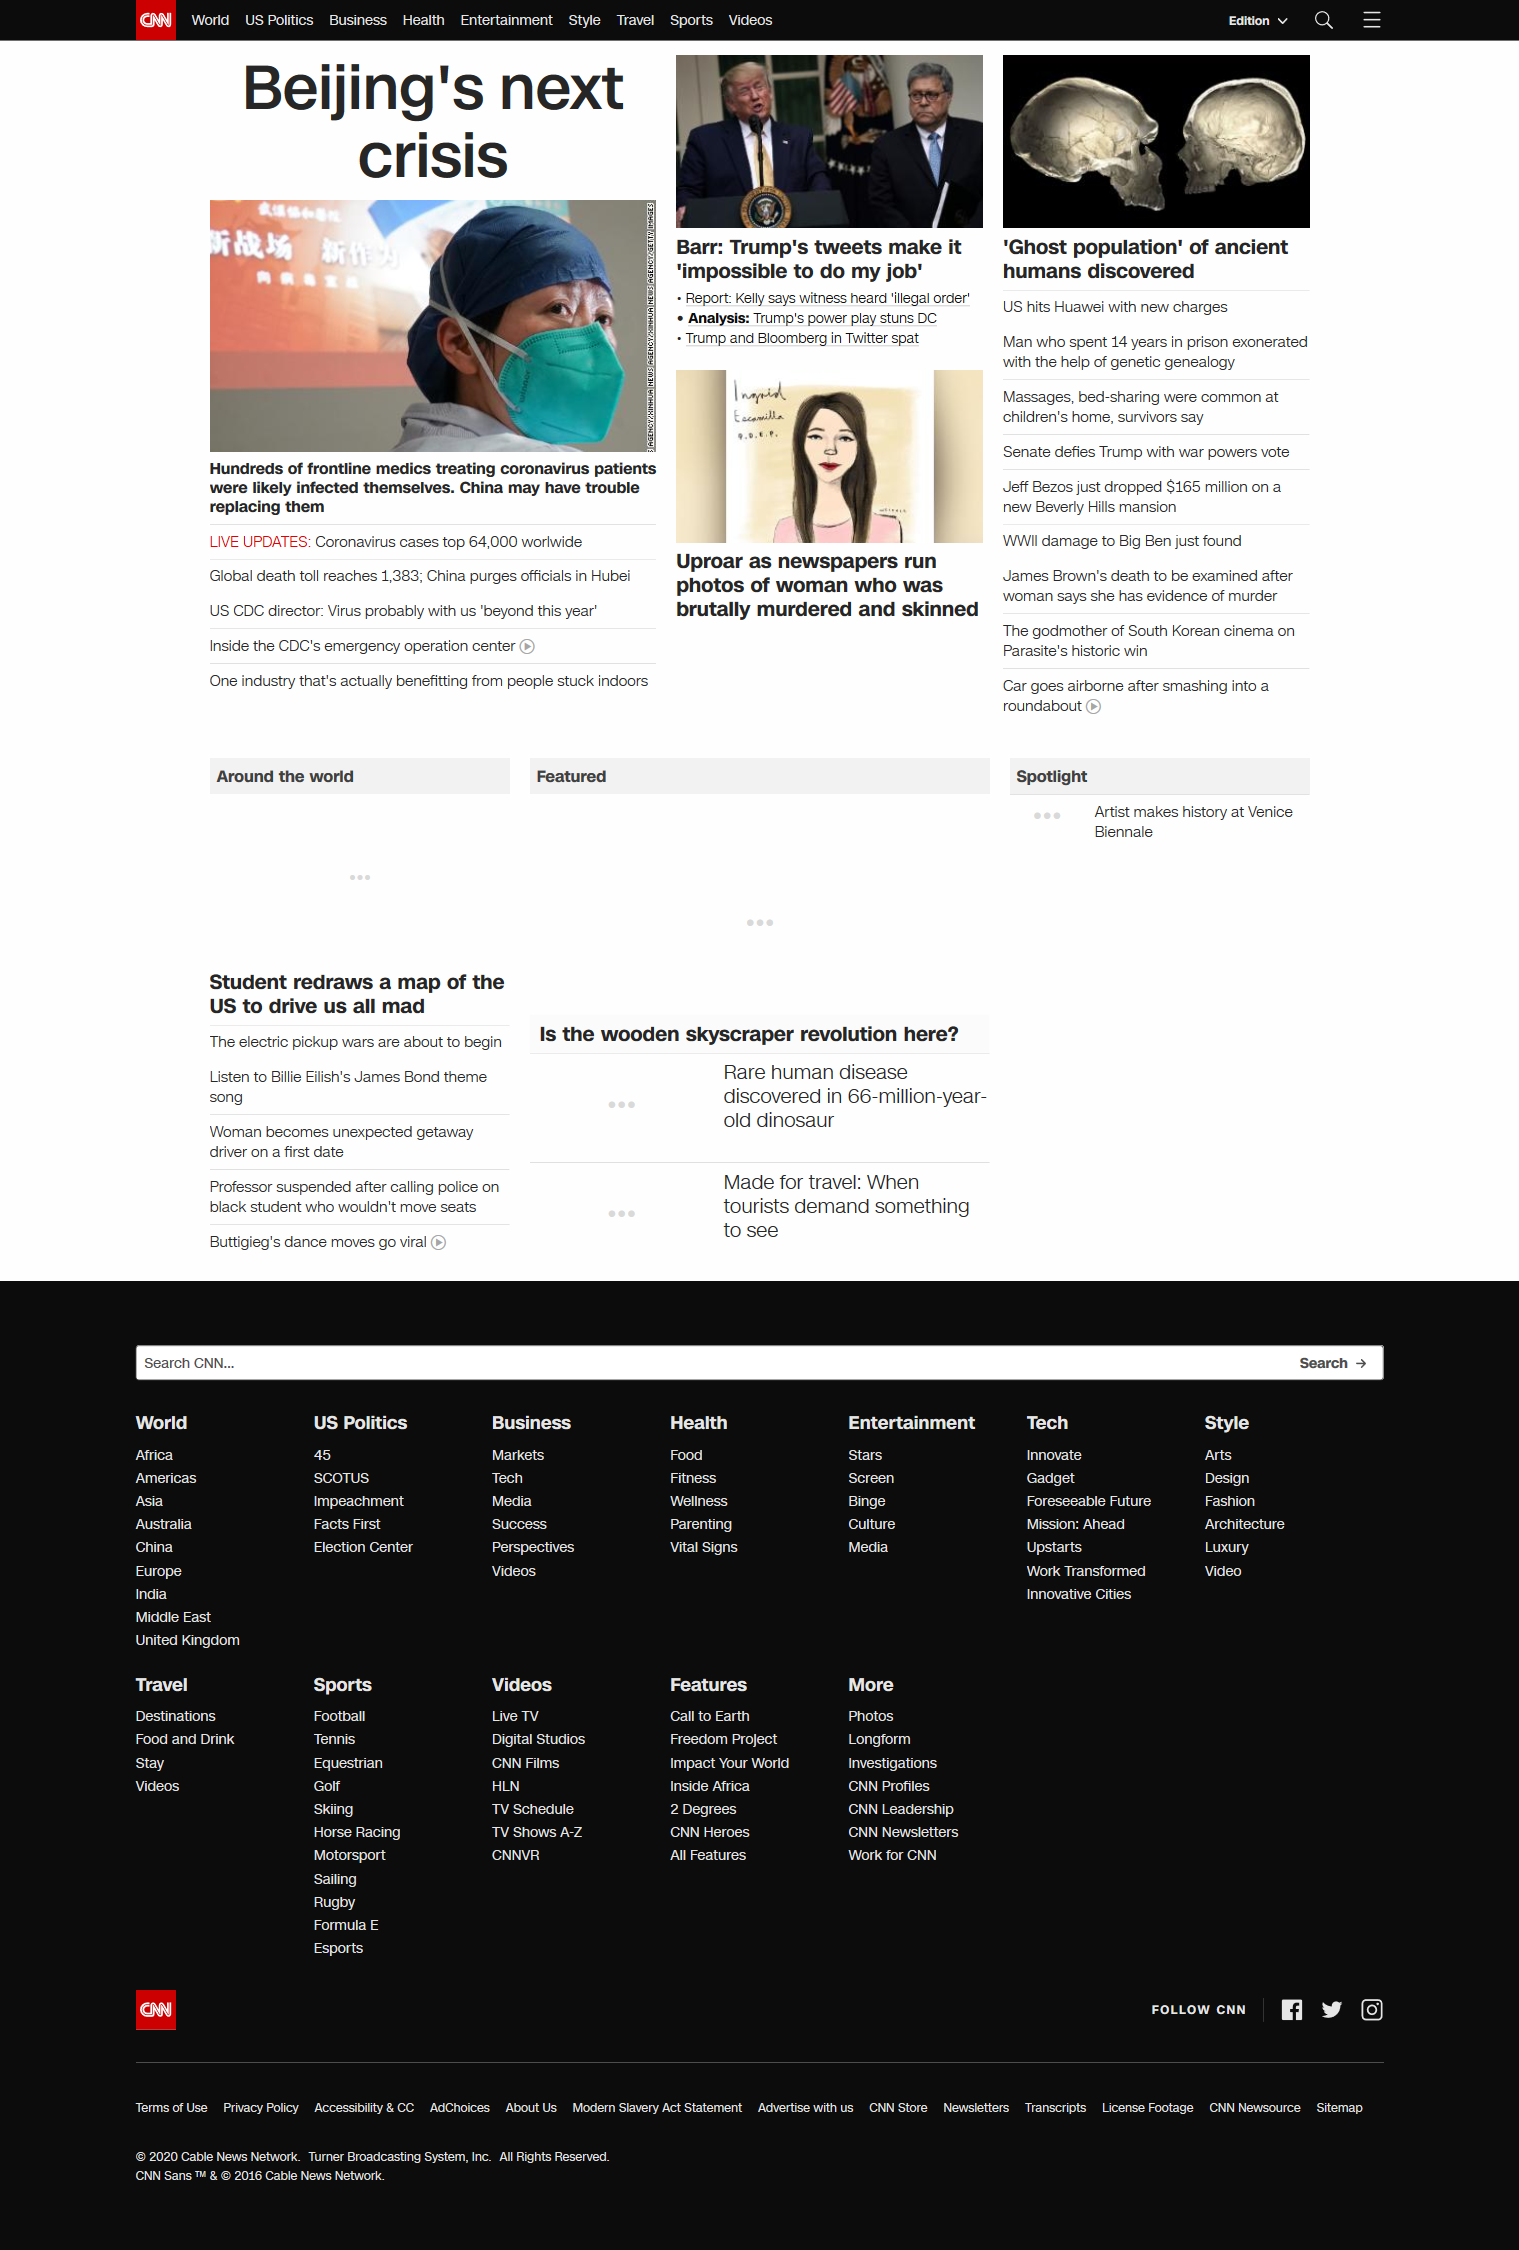 CNN
World US Politics Business Health Entertainment Style Travel Sports Videos
Edition
Beijing's next
crisis
武漢協和醫院
新战场 新作为
AGENCY/XINHUA NEWS AGENCY/XINHUA NEWS AGENCY/GETTY IMAGES
Hundreds of frontline medics treating coronavirus patients
were likely infected themselves. China may have trouble
replacing them
LIVE UPDATES: Coronavirus cases top 64,000 worlwide
Global death toll reaches 1,383; China purges officials in Hubei
US CDC director: Virus probably with us 'beyond this year'
Inside the CDC's emergency operation center
One industry that's actually benefitting from people stuck indoors
Barr: Trump's tweets make it
'impossible to do my job'
• Report: Kelly says witness heard 'illegal order'
• Analysis: Trump's power play stuns DC
• Trump and Bloomberg in Twitter spat
Ingrid
Escamilla
Q.D.E.P.
Uproar as newspapers run
photos of woman who was
brutally murdered and skinned
'Ghost population' of ancient
humans discovered
US hits Huawei with new charges
Man who spent 14 years in prison exonerated
with the help of genetic genealogy
Massages, bed-sharing were common at
children's home, survivors say
Senate defies Trump with war powers vote
Jeff Bezos just dropped $165 million on a
new Beverly Hills mansion
WWII damage to Big Ben just found
James Brown's death to be examined after
woman says she has evidence of murder
The godmother of South Korean cinema on
Parasite's historic win
Car goes airborne after smashing into a
roundabout
Around the world
Student redraws a map of the
US to drive us all mad
The electric pickup wars are about to begin
Listen to Billie Eilish's James Bond theme
song
Woman becomes unexpected getaway
driver on a first date
Professor suspended after calling police on
black student who wouldn't move seats
Buttigieg's dance moves go viral
Featured
Is the wooden skyscraper revolution here?
Rare human disease
discovered in 66-million-year-
old dinosaur
Made for travel: When
tourists demand something
to see
Spotlight
Artist makes history at Venice
Biennale
Search CNN...
Search →
World
Africa
Americas
Asia
Australia
China
Europe
India
Middle East
United Kingdom
US Politics
45
SCOTUS
Impeachment
Facts First
Election Center
Business
Markets
Tech
Media
Success
Perspectives
Videos
Health
Food
Fitness
Wellness
Parenting
Vital Signs
Entertainment
Stars
Screen
Binge
Culture
Media
Tech
Innovate
Gadget
Foreseeable Future
Mission: Ahead
Upstarts
Work Transformed
Innovative Cities
Style
Arts
Design
Fashion
Architecture
Luxury
Video
Travel
Destinations
Food and Drink
Stay
Videos
Sports
Football
Tennis
Equestrian
Golf
Skiing
Horse Racing
Motorsport
Sailing
Rugby
Formula E
Esports
Videos
Live TV
Digital Studios
CNN Films
HLN
TV Schedule
TV Shows A-Z
CNNVR
Features
Call to Earth
Freedom Project
Impact Your World
Inside Africa
2 Degrees
CNN Heroes
All Features
More
Photos
Longform
Investigations
CNN Profiles
CNN Leadership
CNN Newsletters
Work for CNN
CNN
FOLLOW CNN
Terms of Use Privacy Policy Accessibility & CC AdChoices About Us Modern Slavery Act Statement Advertise with us CNN Store Newsletters Transcripts License Footage CNN Newsource Sitemap
© 2020 Cable News Network. Turner Broadcasting System, Inc. All Rights Reserved.
CNN Sans ™ & © 2016 Cable News Network.